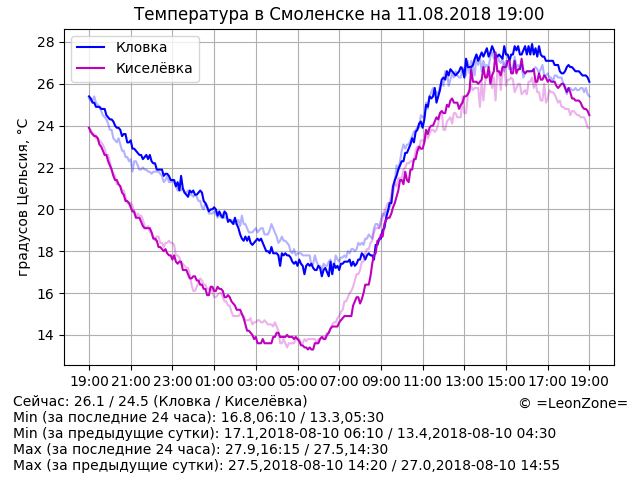 Температура в Смоленске на 11.08.2018 19:00
Кловка
Киселёвка
градусов Цельсия, °C
28
26
24
22
20
18
16
14
19:00 21:00 23:00 01:00 03:00 05:00 07:00 09:00 11:00 13:00 15:00 17:00 19:00
Сейчас: 26.1 / 24.5 (Кловка / Киселёвка)
© =LeonZone=
Min (за последние 24 часа): 16.8,06:10 / 13.3,05:30
Min (за предыдущие сутки): 17.1,2018-08-10 06:10 / 13.4,2018-08-10 04:30
Max (за последние 24 часа): 27.9,16:15 / 27.5,14:30
Max (за предыдущие сутки): 27.5,2018-08-10 14:20 / 27.0,2018-08-10 14:55